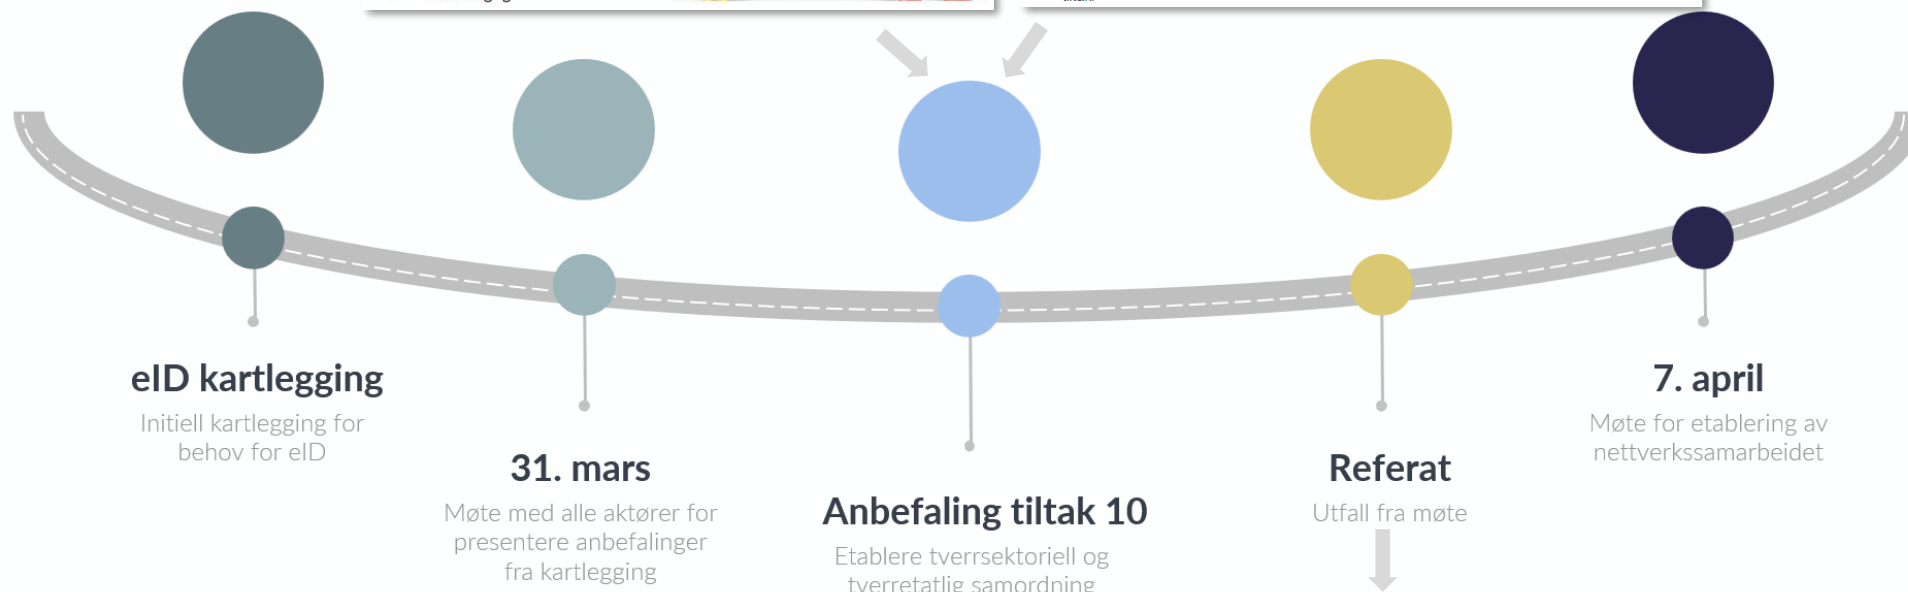 eID kartlegging
Initiell kartlegging for
behov for eID
31. mars
Møte med alle aktører for
presentere anbefalinger
fra kartlegging
Anbefaling tiltak 10
Etablere tverrsektoriell og
tverretatlig samordning
Referat
Utfall fra møte
7. april
Møte for etablering av
nettverkssamarbeidet